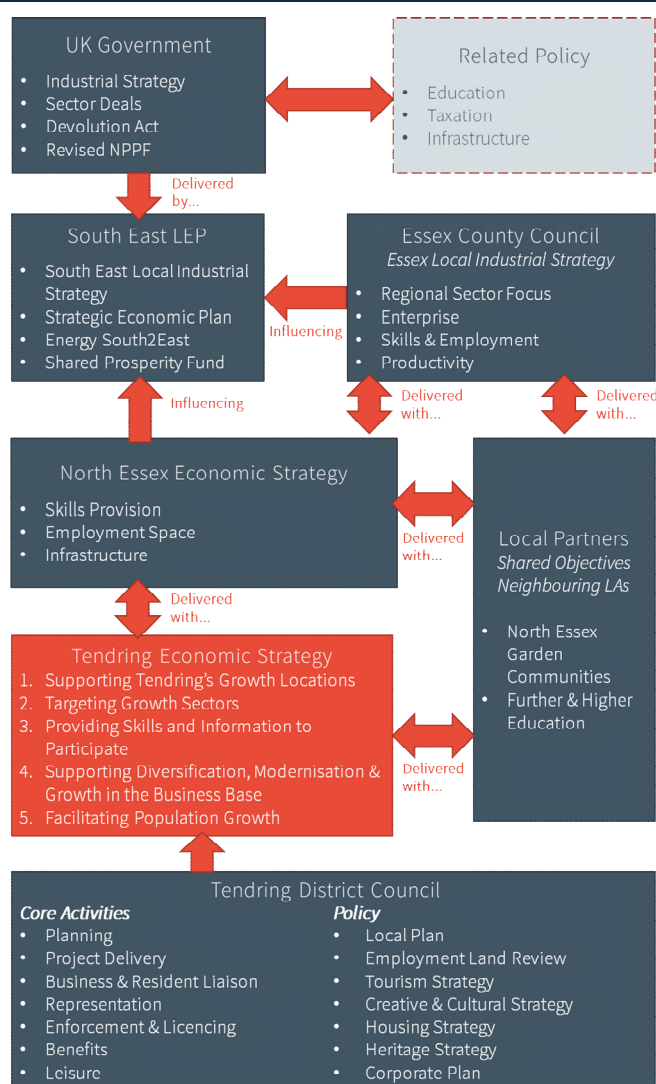 UK Government
• Industrial Strategy
• Sector Deals
• Devolution Act
• Revised NPPF
Related Policy
• Education
• Taxation
• Infrastructure
Delivered
by...
South East LEP
• South East Local Industrial
Strategy
• Strategic Economic Plan
• Energy South2East
• Shared Prosperity Fund
Essex County Council
Essex Local Industrial Strategy
• Regional Sector Focus
• Enterprise
• Skills & Employment
• Productivity
Influencing
Influencing
Delivered
with...
Delivered
with...
North Essex Economic Strategy
• Skills Provision
• Employment Space
• Infrastructure
Delivered
with...
Local Partners
Shared Objectives
Neighbouring LAs
• North Essex
Garden
Communities
• Further & Higher
Education
Delivered
with...
Tendring Economic Strategy
1. Supporting Tendring's Growth Locations
2. Targeting Growth Sectors
3. Providing Skills and Information to
Participate
4. Supporting Diversification, Modernisation &
Growth in the Business Base
5. Facilitating Population Growth
Delivered
with...
Tendring District Council
Core Activities
• Planning
• Project Delivery
• Business & Resident Liaison
• Representation
• Enforcement & Licencing
• Benefits
• Leisure
Policy
• Local Plan
• Employment Land Review
• Tourism Strategy
• Creative & Cultural Strategy
• Housing Strategy
• Heritage Strategy
• Corporate Plan